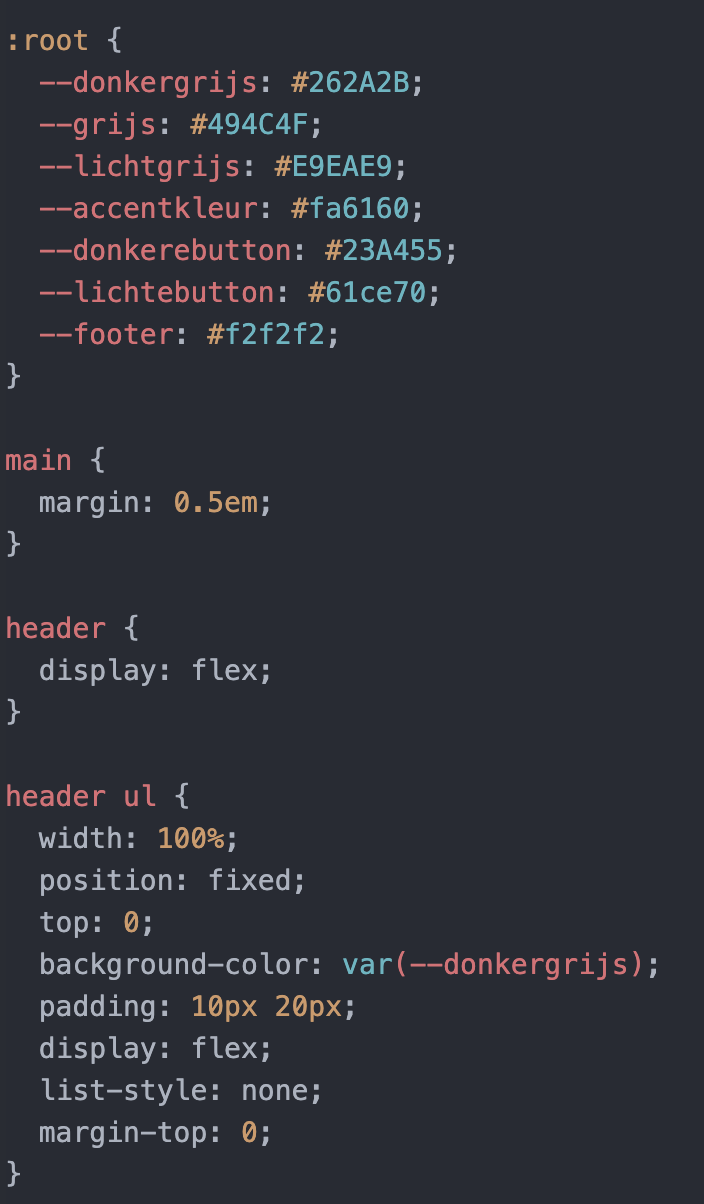 :root {
  --donkergrijs: #262A2B;
  --grijs: #494C4F;
  --lichtgrijs: #E9EAE9;
  --accentkleur: #fa6160;
  --donkerebutton: #23A455;
  --lichtebutton: #61ce70;
  --footer: #f2f2f2;
}

main {
  margin: 0.5em;
}

header {
  display: flex;
}

header ul {
  width: 100%;
  position: fixed;
  top: 0;
  background-color: var(--donkergrijs);
  padding: 10px 20px;
  display: flex;
  list-style: none;
  margin-top: 0;
}